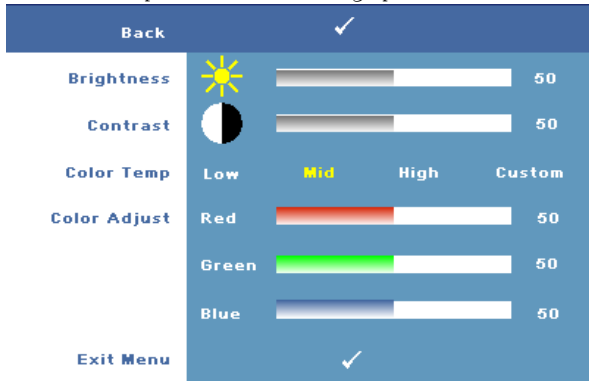 Back
Brightness 50
Contrast 50
Color Temp Low Mid High Custom
Color Adjust Red 50
Green 50
Blue 50
Exit Menu